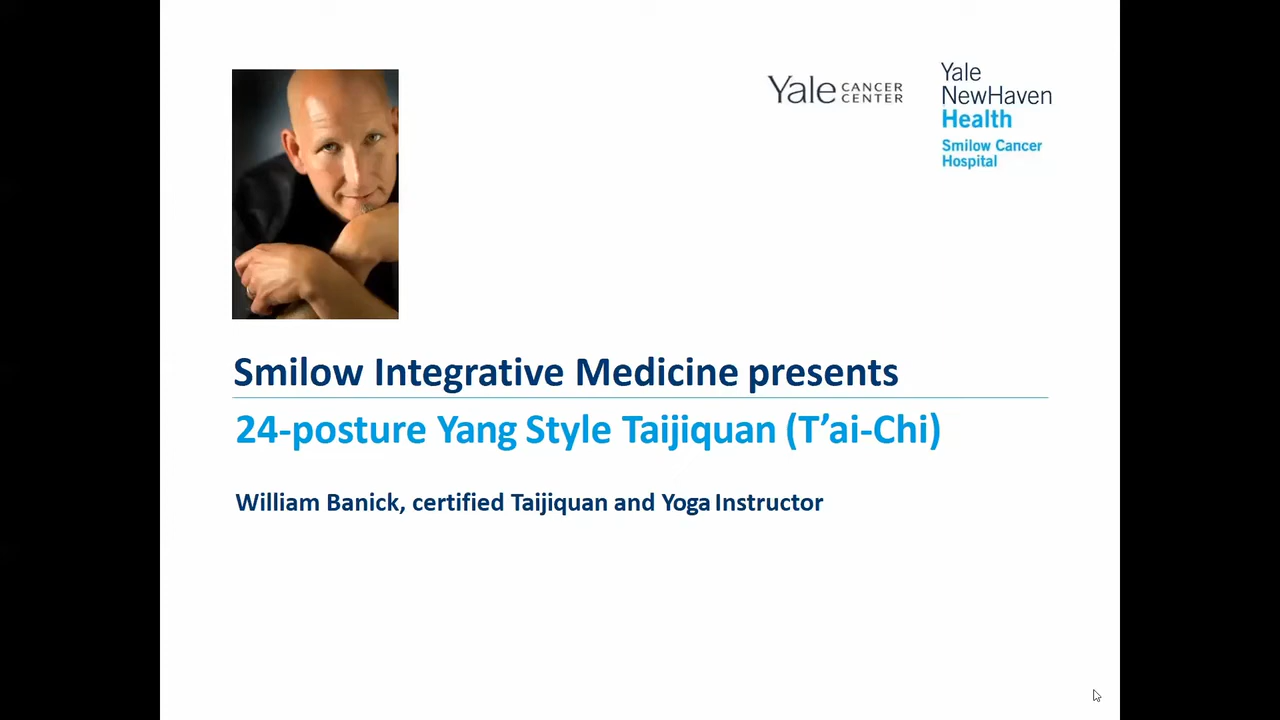 Yale CANCER CENTER
Yale
NewHaven
Health
Smilow Cancer
Hospital
Smilow Integrative Medicine presents
24-posture Yang Style Taijiquan (T’ai-Chi)
William Banick, certified Taijiquan and Yoga Instructor